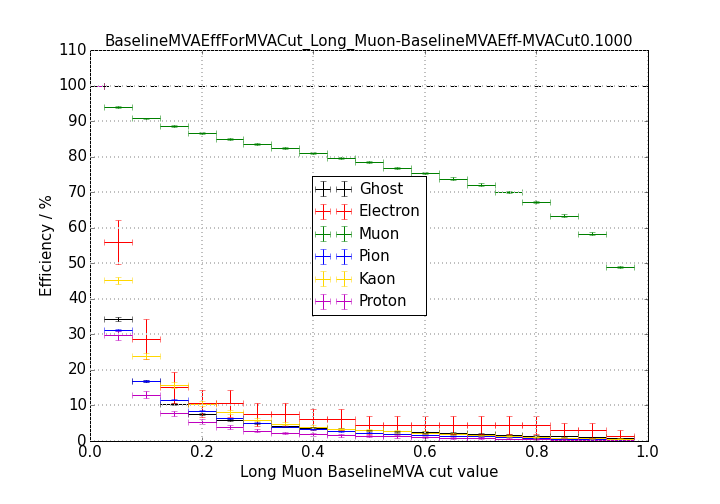 BaselineMVAEffForMVACut_Long_Muon-BaselineMVAEff-MVACut0.1000
110
100
90
80
70
60
50
40
30
20
10
0
Efficiency / %
Ghost
Electron
Muon
Pion
Kaon
Proton
0.0 0.2 0.4 0.6 0.8 1.0
Long Muon BaselineMVA cut value